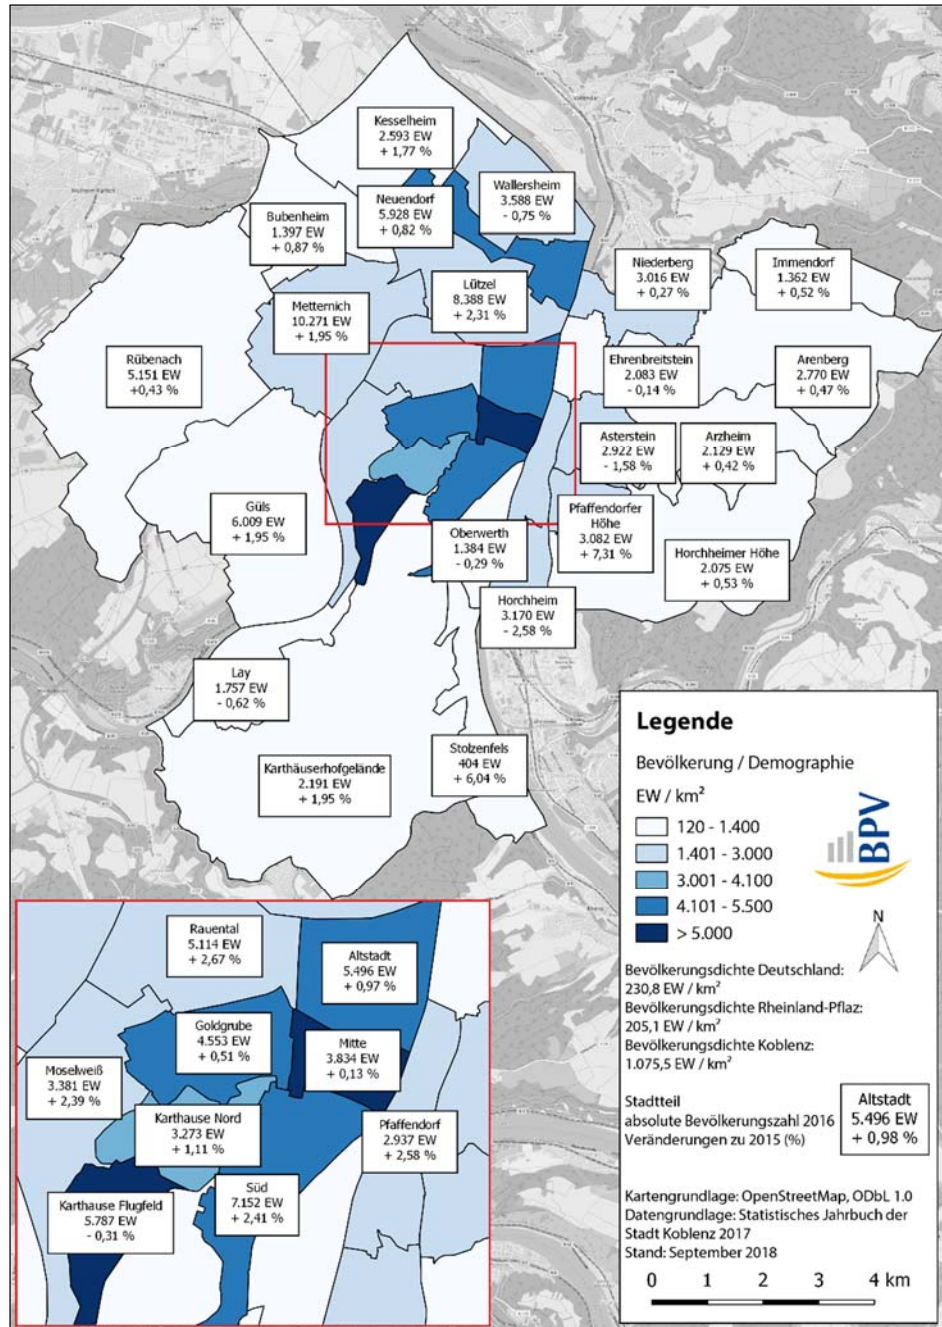 Kesselheim
2.593 EW
+ 1,77 %
Wallersheim
3.588 EW
- 0,75 %
Neuendorf
5.928 EW
+ 0,82 %
Bubenheim
1.397 EW
+ 0,87 %
Niederberg
3.016 EW
+ 0,27 %
Immendorf
1.362 EW
+ 0,52 %
Lützel
8.388 EW
+ 2,31 %
Metternich
10.271 EW
+ 1,95 %
Rübenach
5.151 EW
+0,43 %
Ehrenbreitstein
2.083 EW
- 0,14 %
Arenberg
2.770 EW
+ 0,47 %
Asterstein
2.922 EW
- 1,58 %
Arzheim
2.129 EW
+ 0,42 %
Güls
6.009 EW
+ 1,95 %
Pfaffendorfer
Höhe
3.082 EW
+ 7,31 %
Oberwerth
1.384 EW
- 0,29 %
Horchheimer Höhe
2.075 EW
+ 0,53 %
Horchheim
3.170 EW
- 2,58 %
Lay
1.757 EW
- 0,62 %
Stolzenfels
404 EW
+ 6,04 %
Karthäuserhofgelände
2.191 EW
+ 1,95 %
Rauental
5.114 EW
+ 2,67 %
Altstadt
5.496 EW
+ 0,97 %
Goldgrube
4.553 EW
+ 0,51 %
Mitte
3.834 EW
+ 0,13 %
Moselweiß
3.381 EW
+ 2,39 %
Karthause Nord
3.273 EW
+ 1,11 %
Pfaffendorf
2.937 EW
+ 2,58 %
Süd
7.152 EW
+ 2,41 %
Karthause Flugfeld
5.787 EW
- 0,31 %
Legende
Bevölkerung / Demographie
EW / km²
120 - 1.400
1.401 - 3.000
3.001 - 4.100
4.101 - 5.500
> 5.000
BPV
N
Bevölkerungsdichte Deutschland:
230,8 EW / km²
Bevölkerungsdichte Rheinland-Pflaz:
205,1 EW / km²
Bevölkerungsdichte Koblenz:
1.075,5 EW / km²
Stadtteil
absolute Bevölkerungszahl 2016
Veränderungen zu 2015 (%)
Altstadt
5.496 EW
+ 0,98 %
Kartengrundlage: OpenStreetMap, ODbL 1.0
Datengrundlage: Statistisches Jahrbuch der
Stadt Koblenz 2017
Stand: September 2018
0 1 2 3 4 km